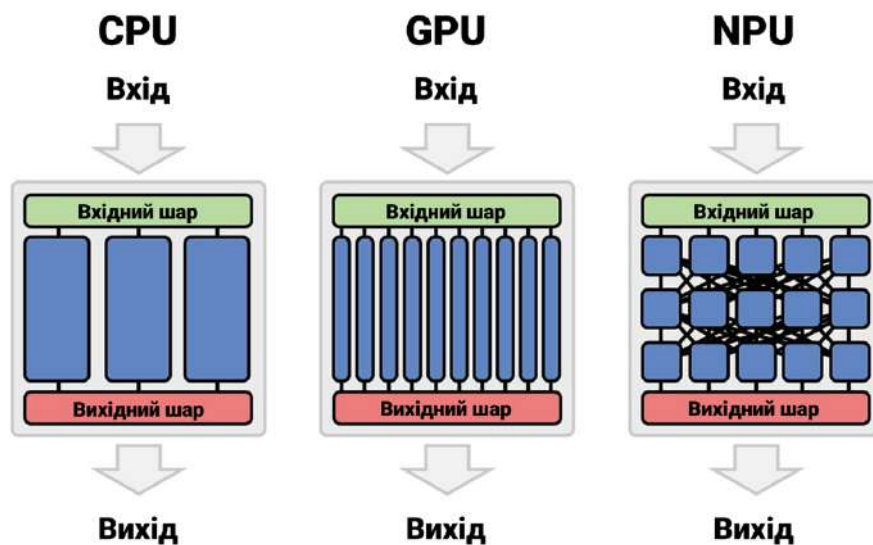 CPU
GPU
NPU
Вхід
Вхід
Вхід
Вхідний шар
Вхідний шар
Вхідний шар
Вихідний шар
Вихідний шар
Вихідний шар
Вихід
Вихід
Вихід